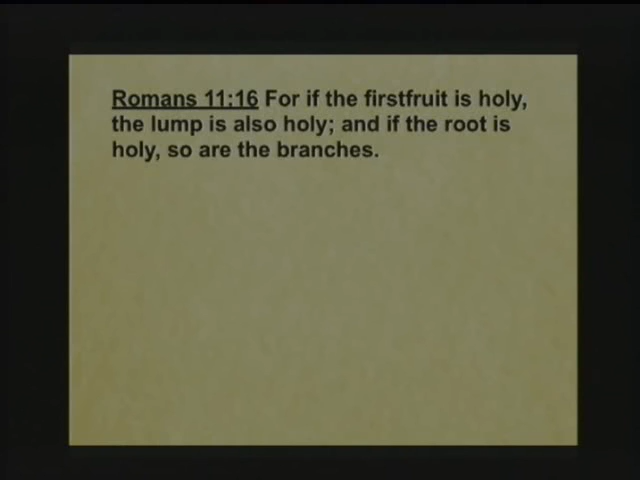 Romans 11:16 For if the firstfruit is holy,
the lump is also holy; and if the root is
holy, so are the branches.